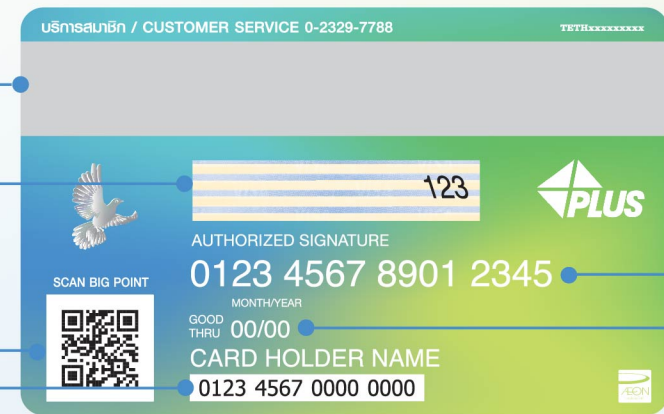 บริการสมาชิก / CUSTOMER SERVICE 0-2329-7788
TETHxxxxxxxxx
123
PLUS
AUTHORIZED SIGNATURE
SCAN BIG POINT
0123 4567 8901 2345
MONTH/YEAR
GOOD THRU 00/00
CARD HOLDER NAME
0123 4567 0000 0000
AEON